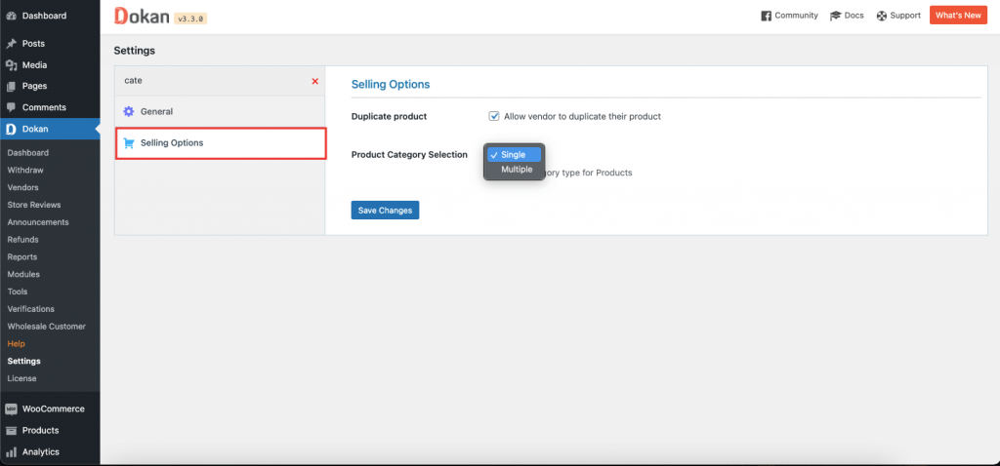 Dashboard
Posts
Media
Pages
Comments
Dokan
Dashboard
Withdraw
Vendors
Store Reviews
Announcements
Refunds
Reports
Modules
Tools
Verifications
Wholesale Customer
Help
Settings
License
WooCommerce
Products
Analytics
Dokan v3.3.0
Community Docs Support What's New
Settings
cate
General
Selling Options
Selling Options
Duplicate product Allow vendor to duplicate their product
Product Category Selection Single
Multiple
gory type for Products
Save Changes